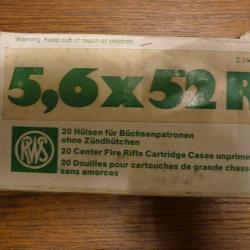 Warning: Keep out of reach of children.
5,6x52R
RWS
20 Hülsen für Büchsenpatronen
ohne Zündhütchen
20 Center Fire Rifle Cartridge Cases unprime
20 Douilles pour cartouches de grande chass
sans amorces